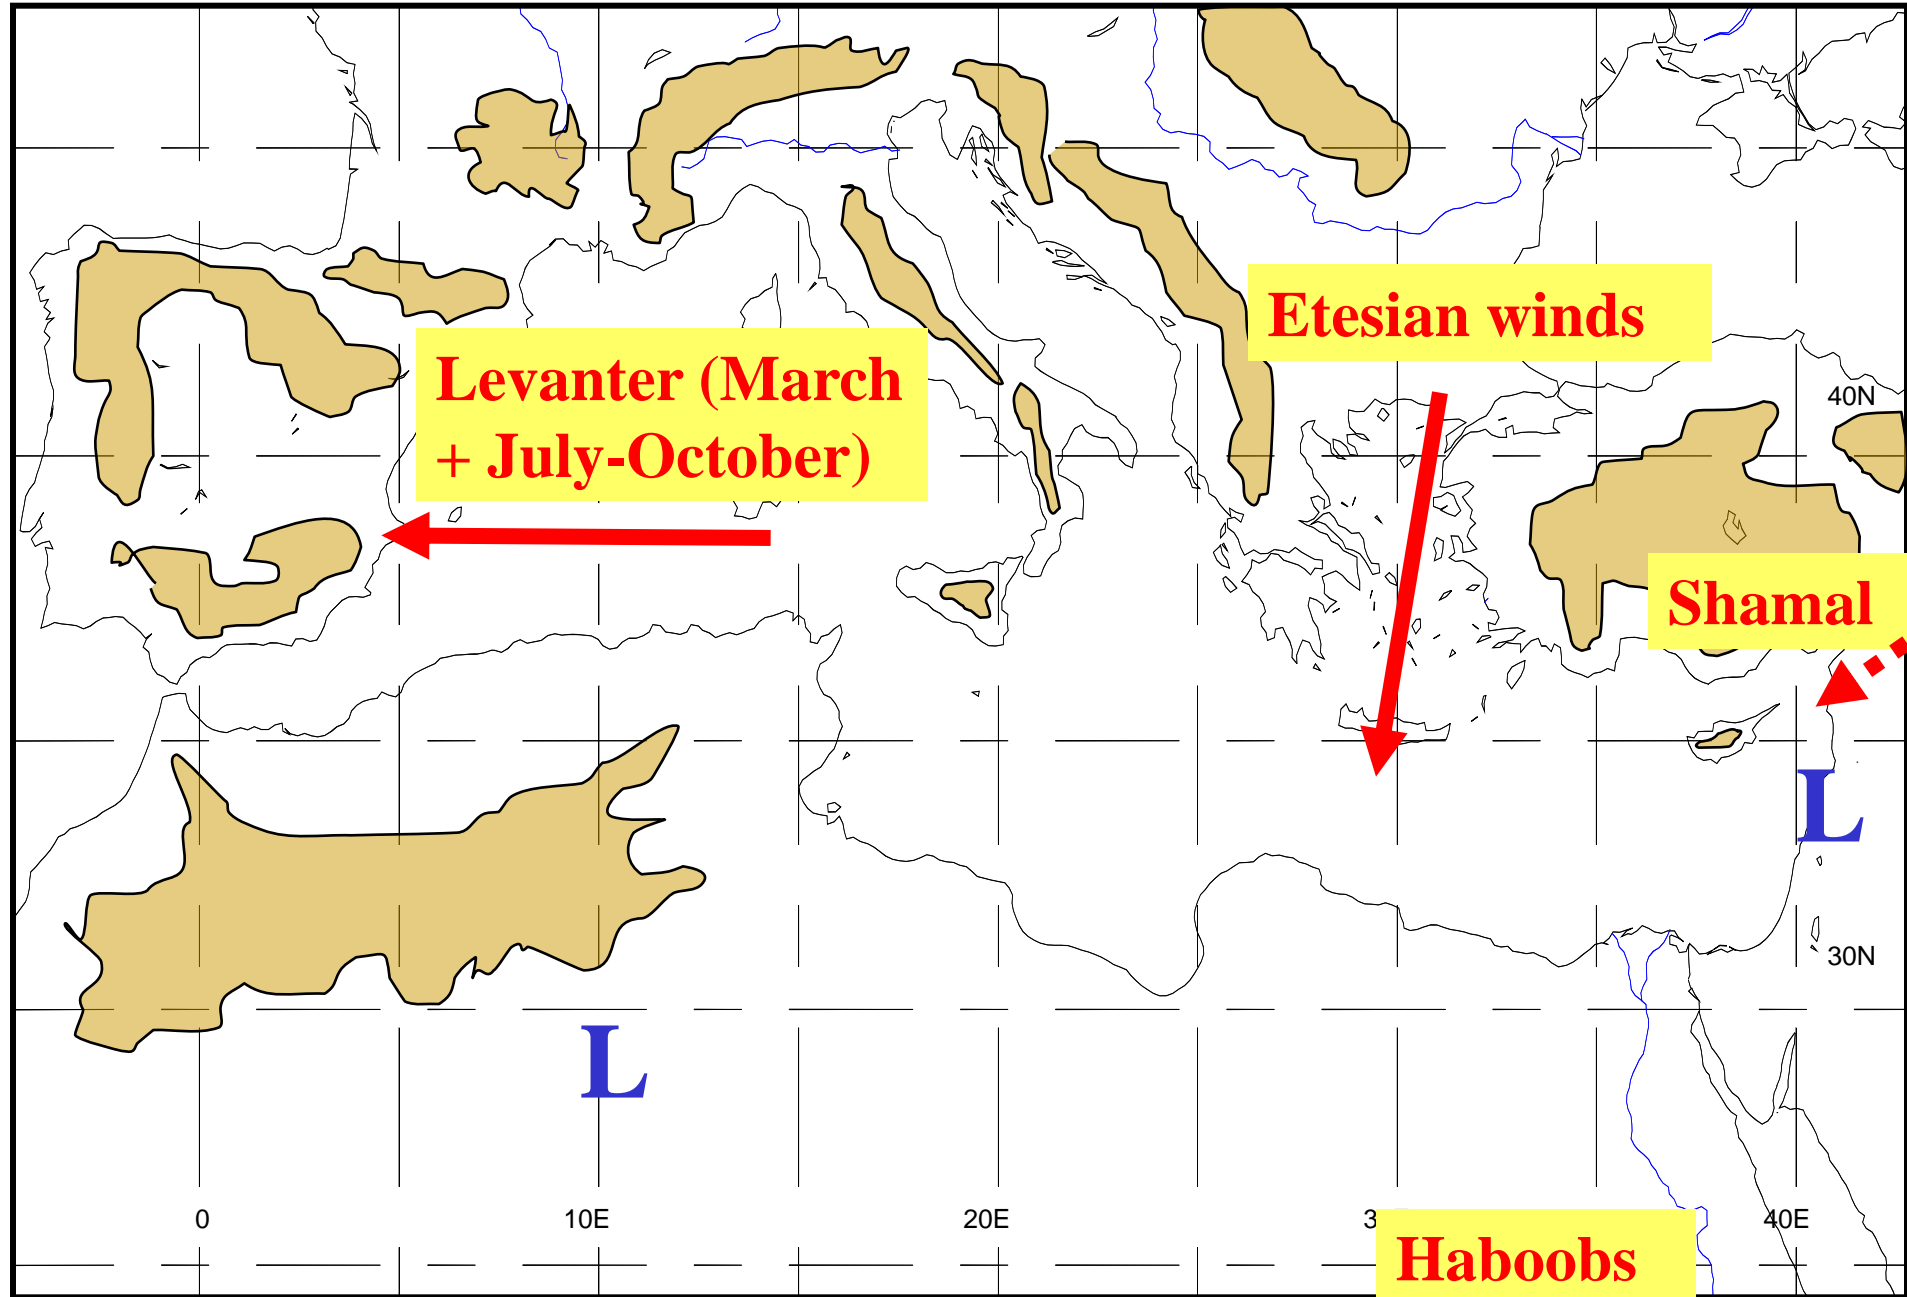 Etesian winds
Levanter (March
+ July-October)
40N
Shamal
L
30N
L
0
10E
20E
40E
Haboobs